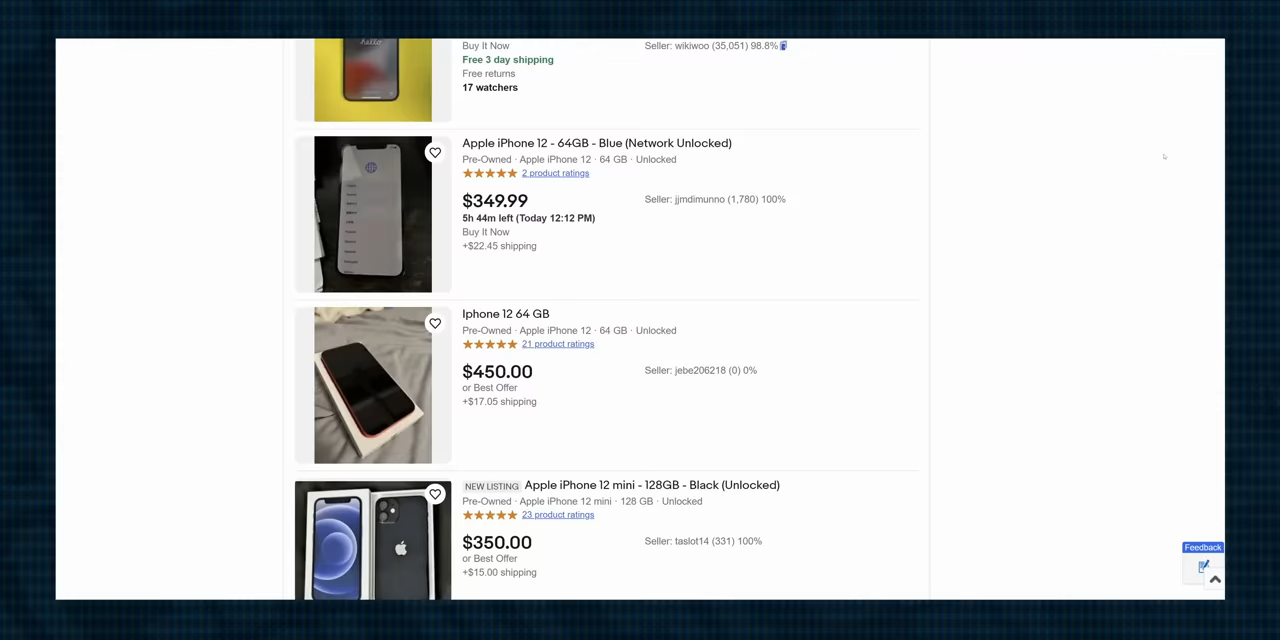 hello
Buy It Now
Seller: wikiwoo (35,051) 98.8%
Free 3 day shipping
Free returns
17 watchers
Apple iPhone 12 - 64GB - Blue (Network Unlocked)
Pre-Owned · Apple iPhone 12 · 64 GB · Unlocked
2 product ratings
$349.99
Seller: jjmdimunno (1,780) 100%
5h 44m left (Today 12:12 PM)
Buy It Now
+$22.45 shipping
Iphone 12 64 GB
Pre-Owned · Apple iPhone 12 · 64 GB · Unlocked
21 product ratings
$450.00
Seller: jebe206218 (0) 0%
or Best Offer
+$17.05 shipping
NEW LISTING Apple iPhone 12 mini - 128GB - Black (Unlocked)
Pre-Owned · Apple iPhone 12 mini · 128 GB · Unlocked
23 product ratings
$350.00
Seller: taslot14 (331) 100%
or Best Offer
+$15.00 shipping
Feedback